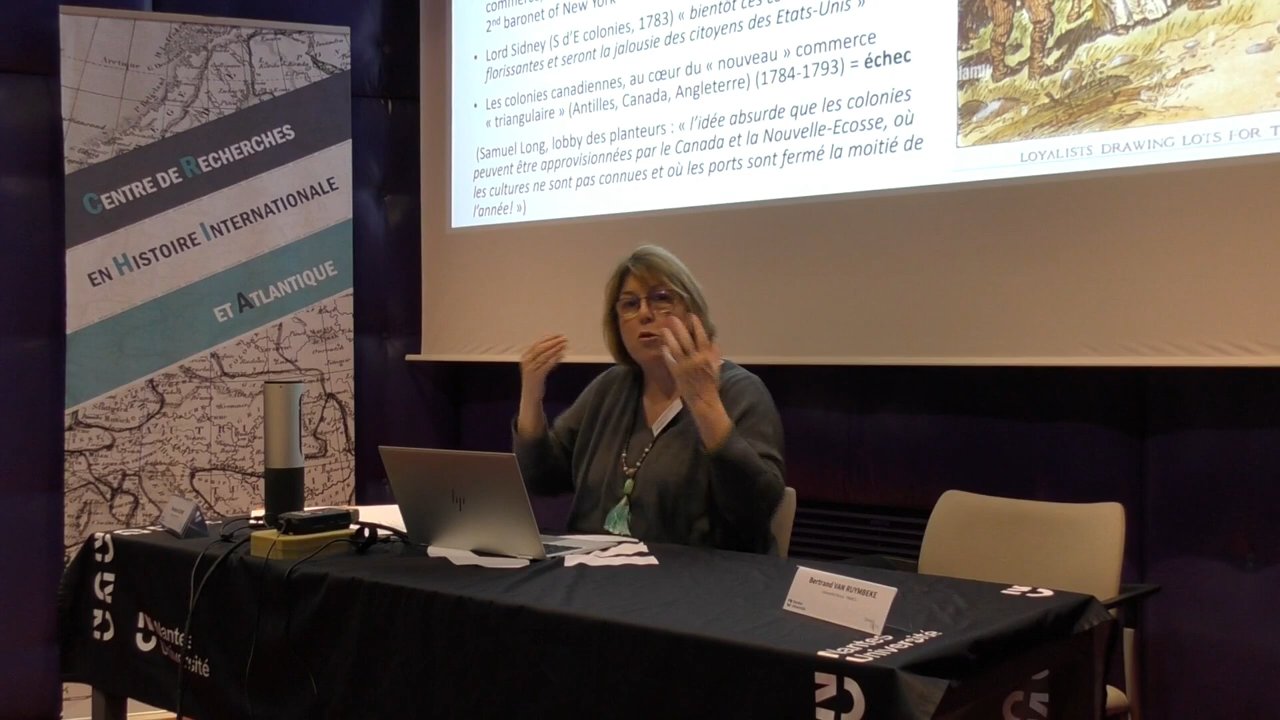 CENTRE DE RECHERCHES
EN HISTOIRE INTERNATIONALE
ET ATLANTIQUE
commerce,
2nd baronet of New York
• Lord Sidney (S d'E colonies, 1783) « bientôt ces
florissantes et seront la jalousie des citoyens des Etats-Unis »
• Les colonies canadiennes, au cœur du « nouveau » commerce
« triangulaire » (Antilles, Canada, Angleterre) (1784-1793) = échec
(Samuel Long, lobby des planteurs : « l'idée absurde que les colonies
peuvent être approvisionnées par le Canada et la Nouvelle-Ecosse, où
les cultures ne sont pas connues et où les ports sont fermé la moitié de
l'année! »)
LOYALISTS DRAWING LOTS FOR
hp
Bertrand VAN RUYMBEKE
Nantes
Université
Nantes
Université